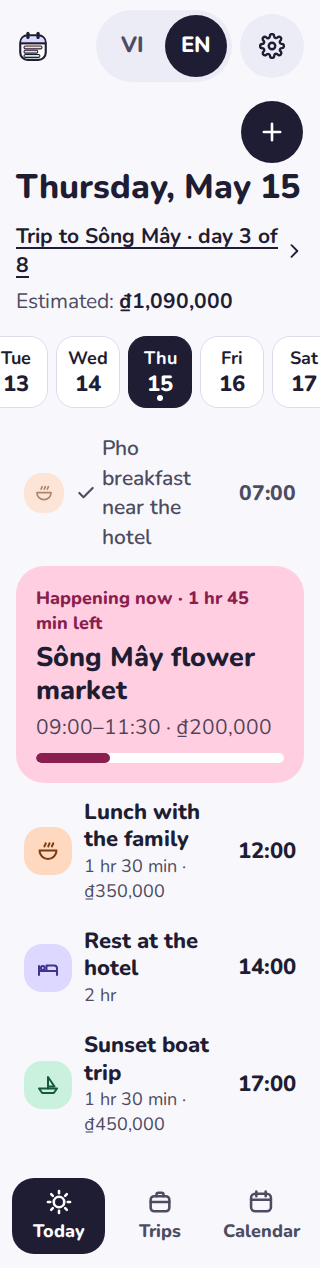 VI
EN
Thursday, May 15
Trip to Sông Mây · day 3 of
8
Estimated: ₫1,090,000
Tue
13
Wed
14
Thu
15
Fri
16
Sat
17
Pho
breakfast
near the
hotel
07:00
Happening now · 1 hr 45
min left
Sông Mây flower
market
09:00–11:30 · ₫200,000
Lunch with
the family
1 hr 30 min ·
₫350,000
12:00
Rest at the
hotel
2 hr
14:00
Sunset boat
trip
1 hr 30 min ·
₫450,000
17:00
Today
Trips
Calendar